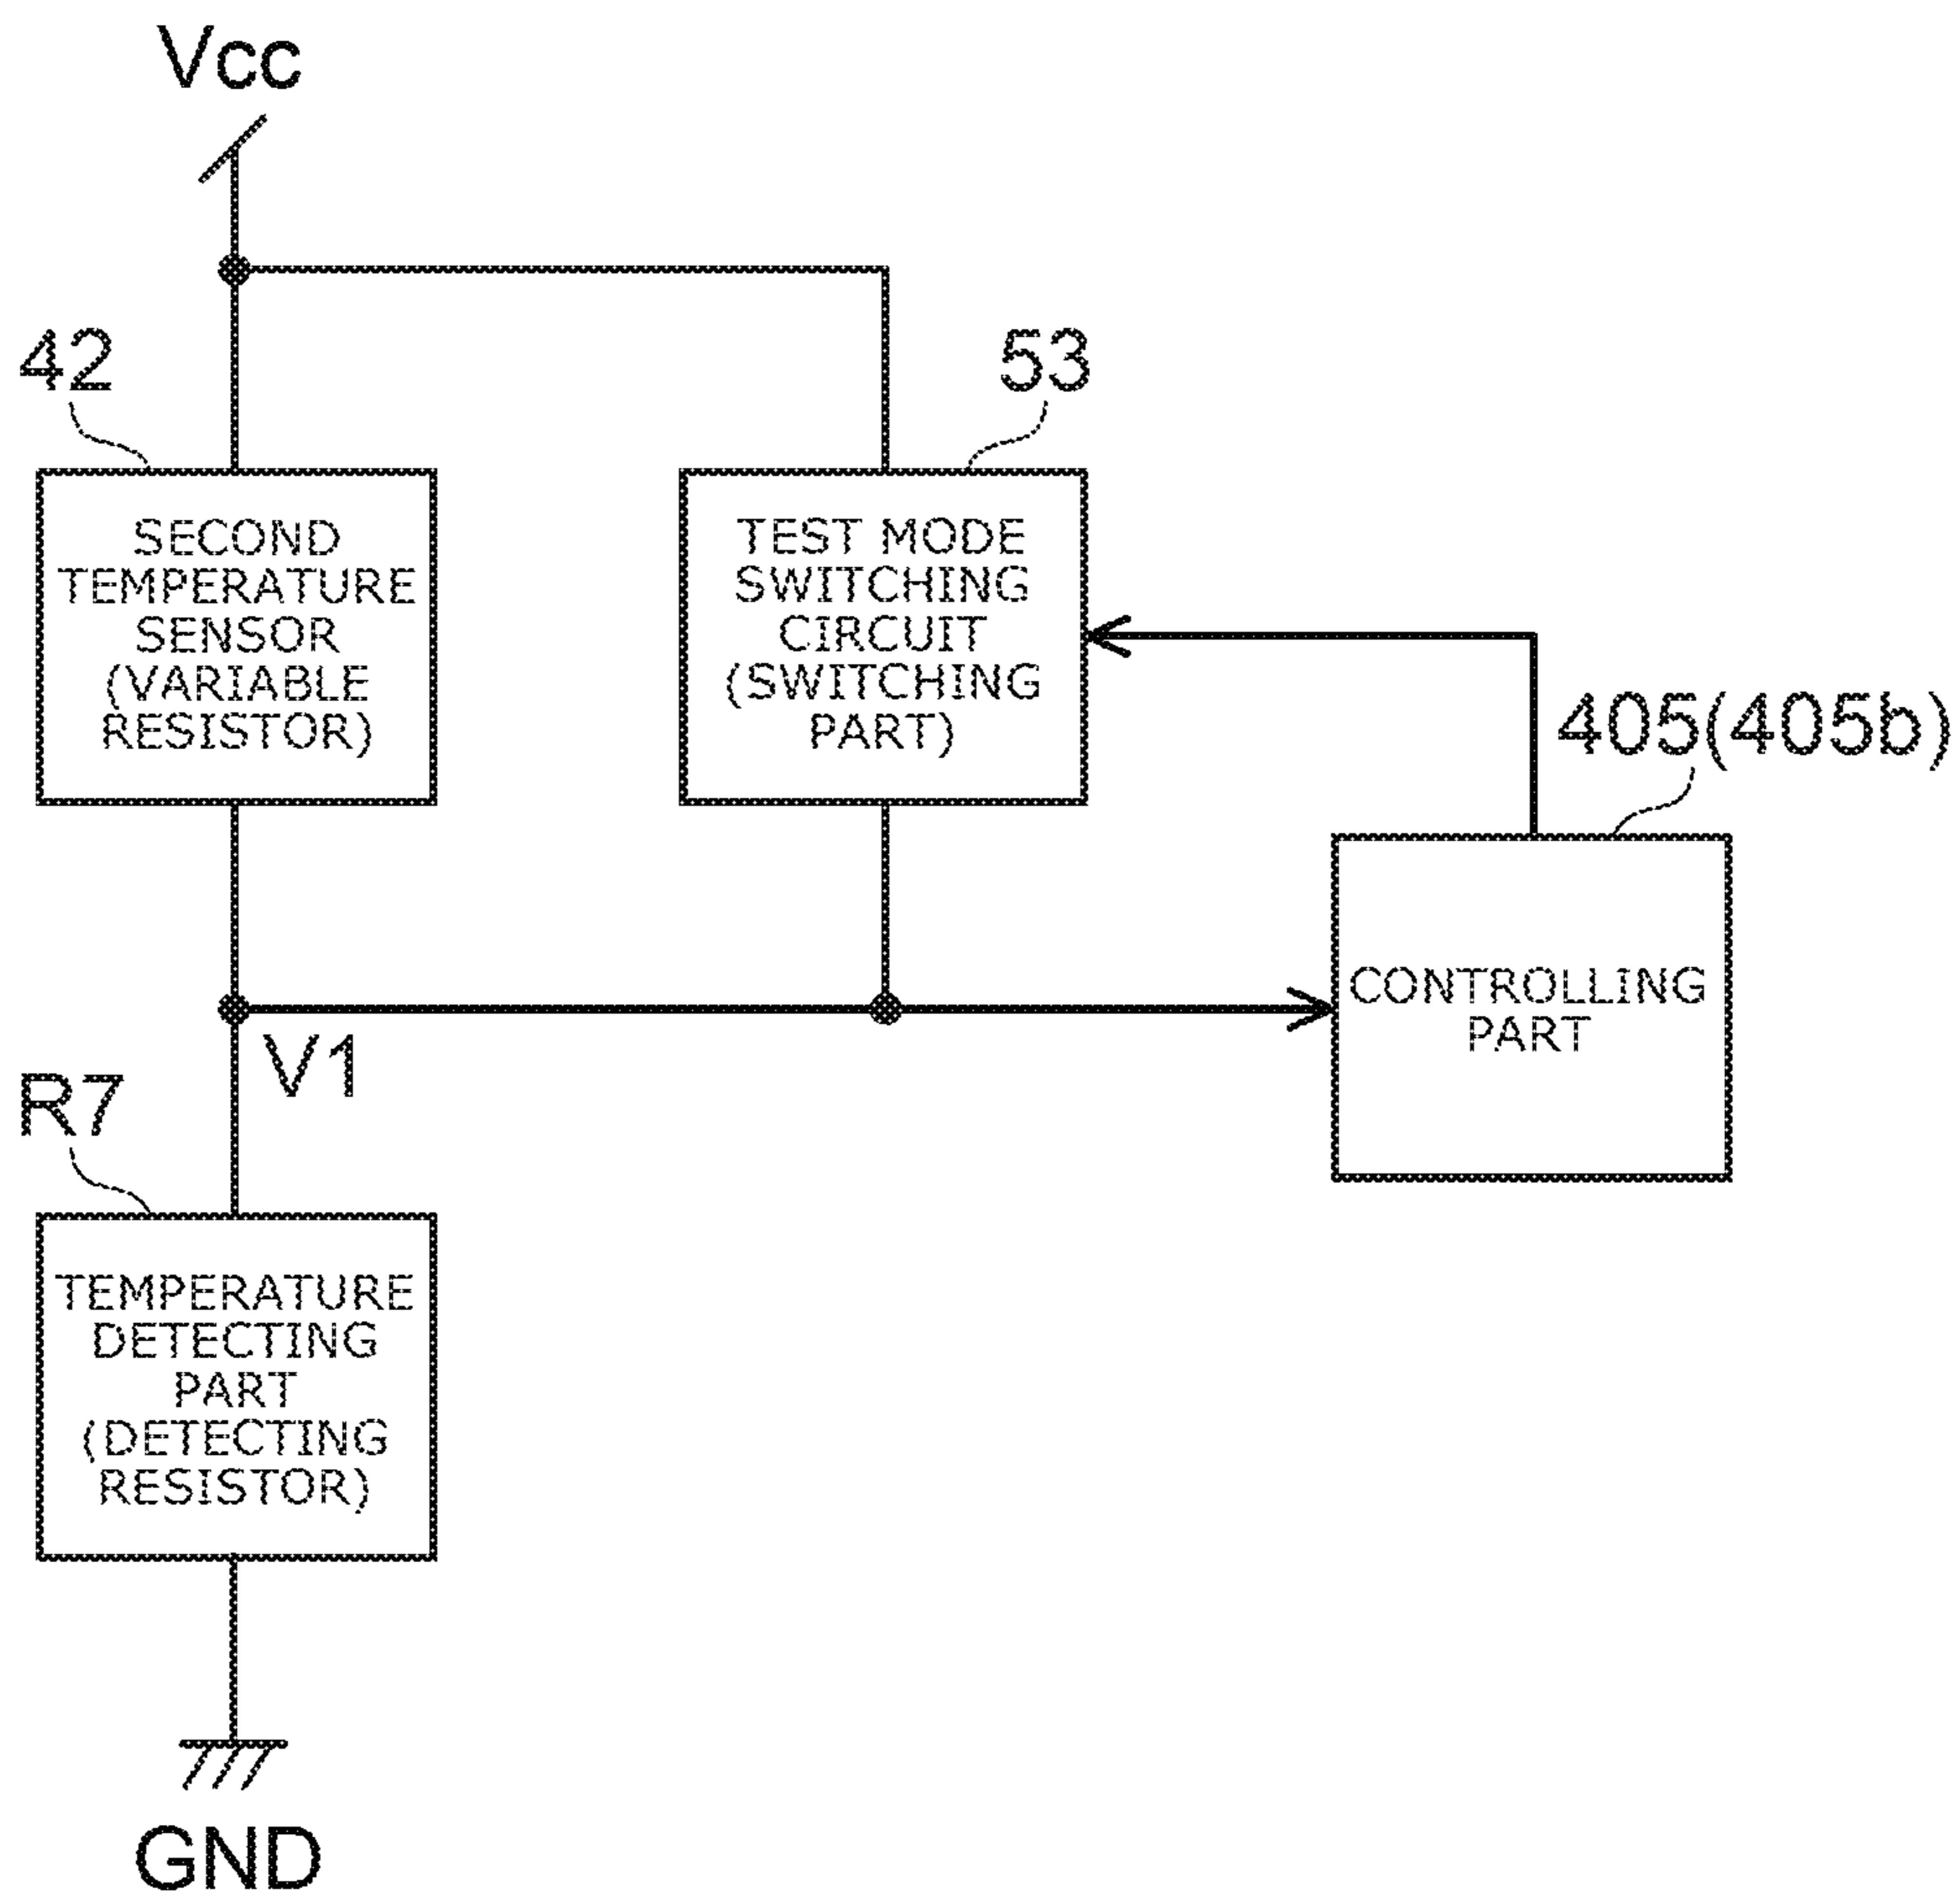 Vcc
42
53
SECOND
TEMPERATURE
SENSOR
(VARIABLE
RESISTOR)
TEST MODE
SWITCHING
CIRCUIT
(SWITCHING
PART)
405(405b)
CONTROLLING
PART
V1
R7
TEMPERATURE
DETECTING
PART
(DETECTING
RESISTOR)
GND